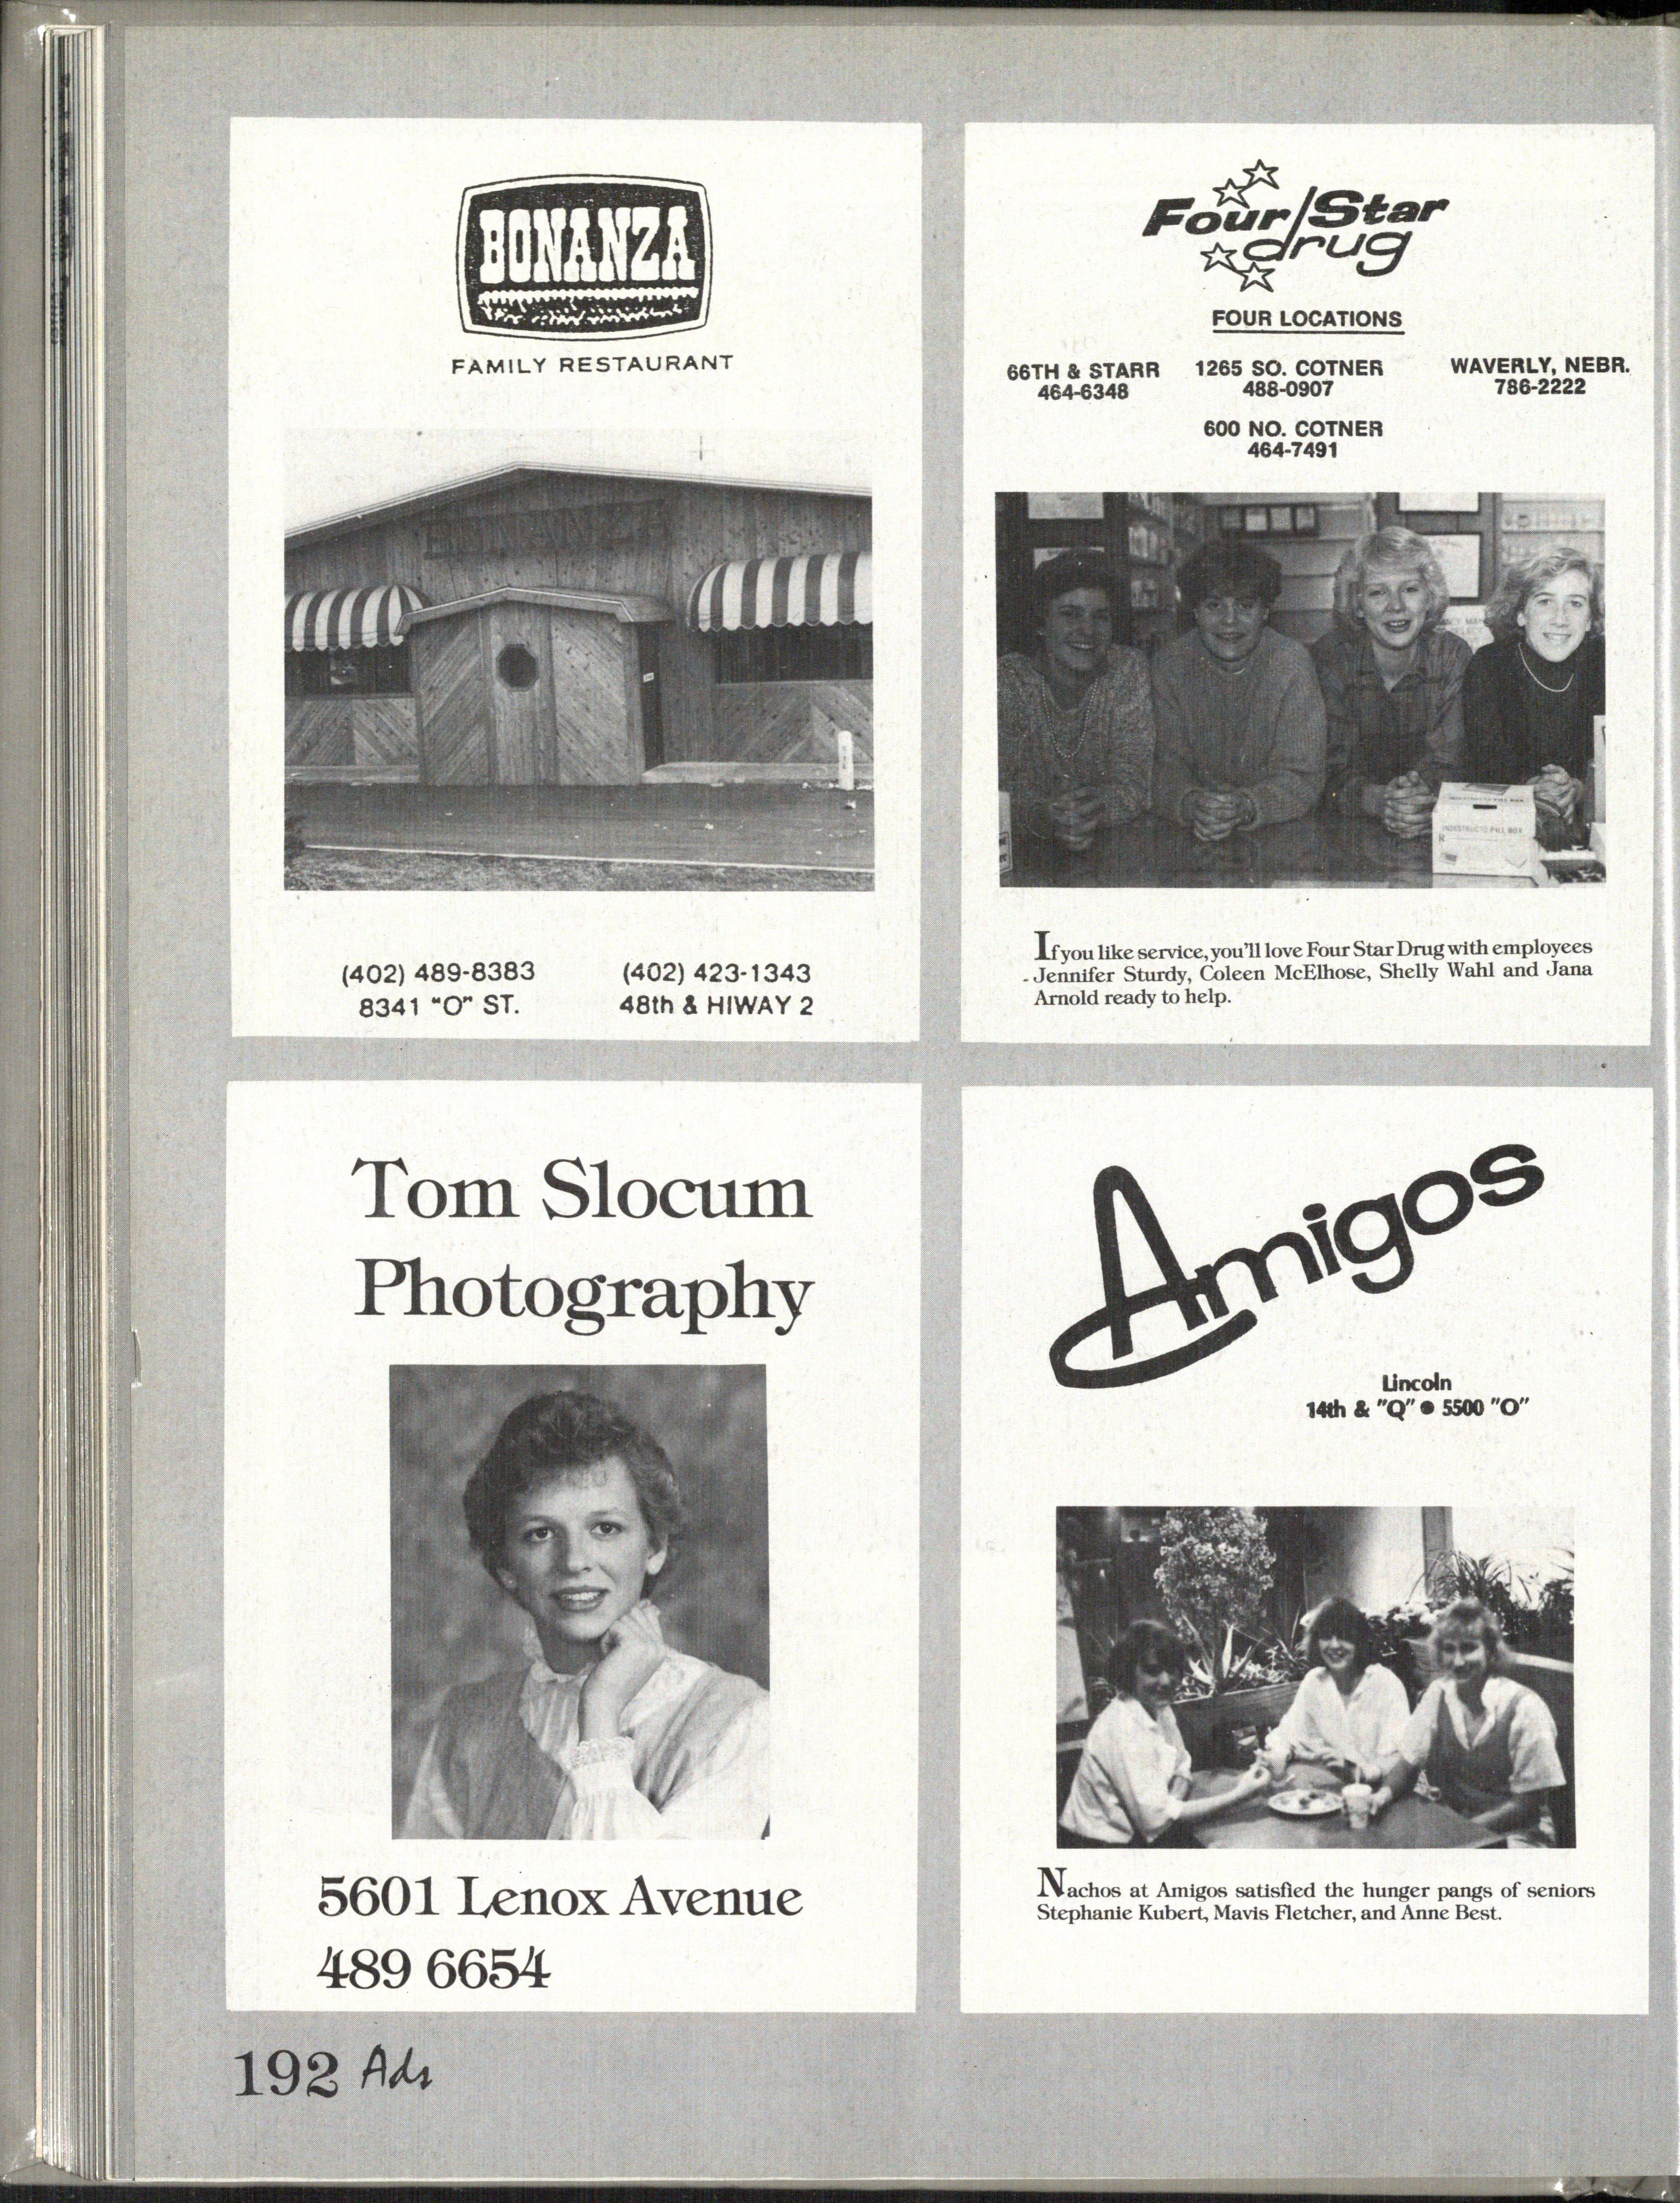 BONANZA
FAMILY RESTAURANT
BONANZA
(402) 489-8383
8341 "O" ST.
(402) 423-1343
48th & HIWAY 2
Four/Star
drug
FOUR LOCATIONS
66TH & STARR
464-6348
1265 SO. COTNER
488-0907
WAVERLY, NEBR.
786-2222
600 NO. COTNER
464-7491
INDESTRUCTO PILL BOX
If you like service, you'll love Four Star Drug with employees
Jennifer Sturdy, Coleen McElhose, Shelly Wahl and Jana
Arnold ready to help.
Tom Slocum
Photography
5601 Lenox Avenue
489 6654
Amigos
Lincoln
14th & "Q" ● 5500 "O"
Nachos at Amigos satisfied the hunger pangs of seniors
Stephanie Kubert, Mavis Fletcher, and Anne Best.
192 Ads